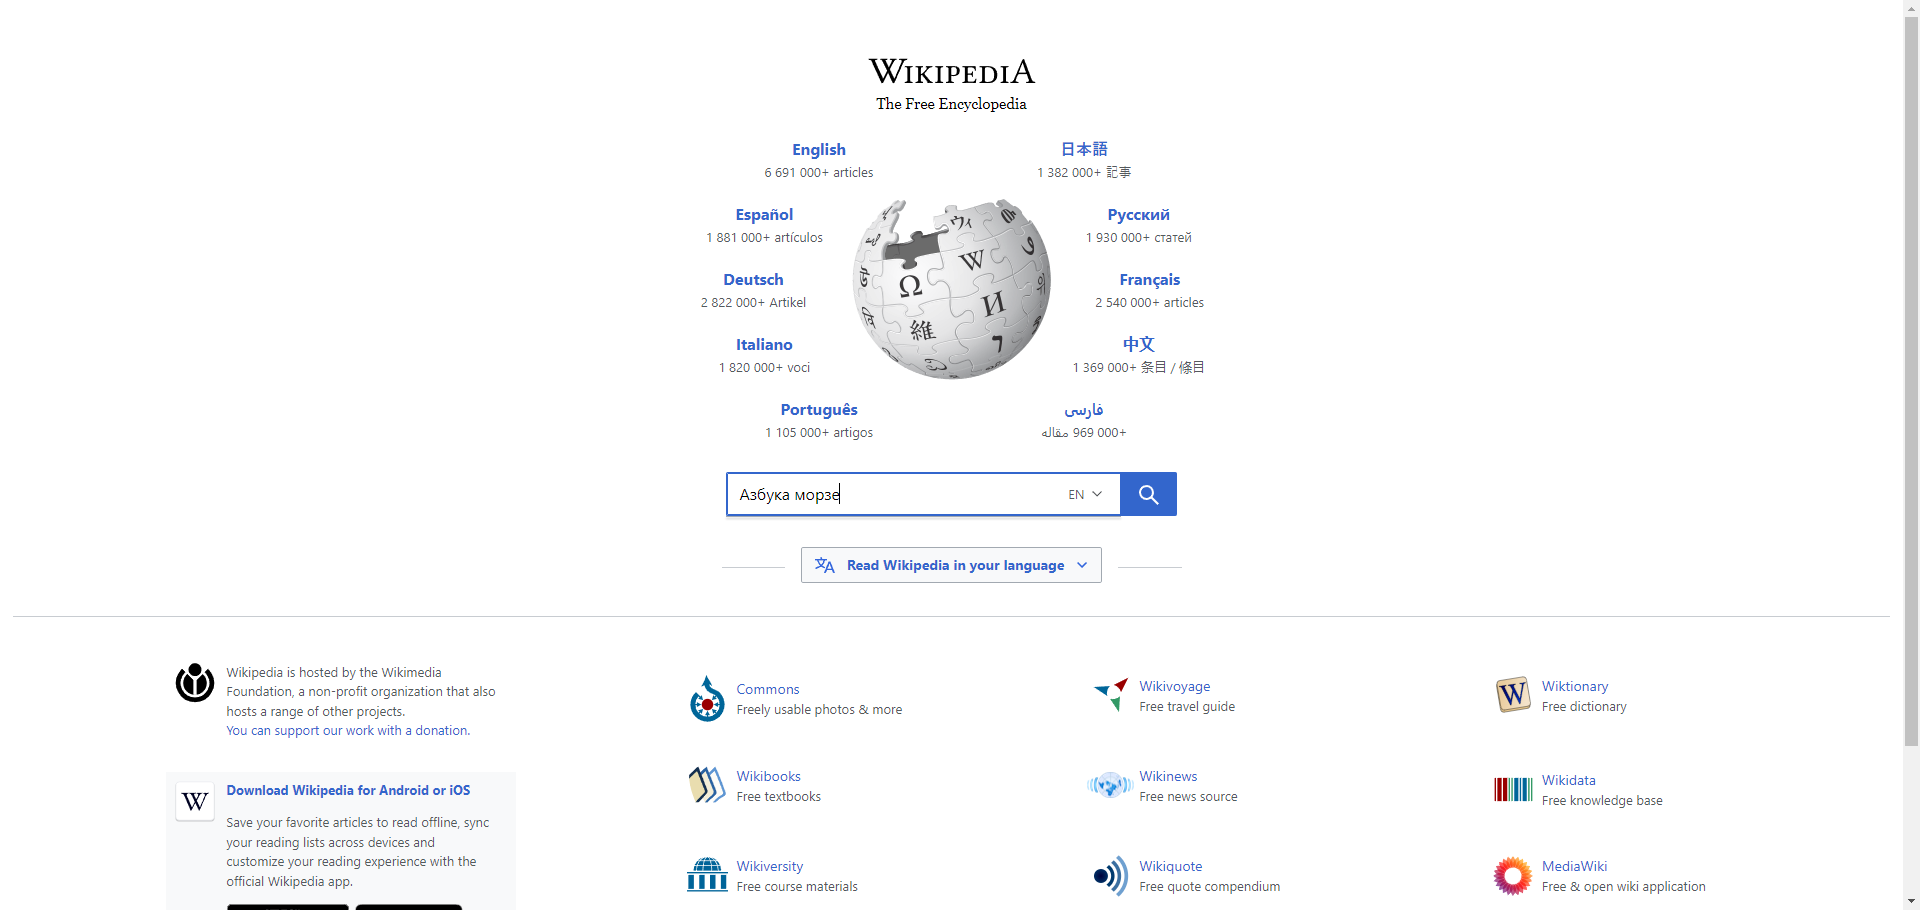 WIKIPEDIA
The Free Encyclopedia
English
6 691 000+ articles
日本語
1 382 000+ 記事
Español
1 881 000+ artículos
Русский
1 930 000+ статей
Deutsch
2 822 000+ Artikel
Français
2 540 000+ articles
Italiano
1 820 000+ voci
中文
1 369 000+ 条目 / 條目
Português
1 105 000+ artigos
فارسی
969 000+ مقاله
Ω
W
И
維
ウィ
Азбука морзе
EN
Read Wikipedia in your language
Wikipedia is hosted by the Wikimedia
Foundation, a non-profit organization that also
hosts a range of other projects.
You can support our work with a donation.
W
Download Wikipedia for Android or iOS
Save your favorite articles to read offline, sync
your reading lists across devices and
customize your reading experience with the
official Wikipedia app.
Commons
Freely usable photos & more
Wikivoyage
Free travel guide
W
Wiktionary
Free dictionary
Wikibooks
Free textbooks
Wikinews
Free news source
Wikidata
Free knowledge base
Wikiversity
Free course materials
Wikiquote
Free quote compendium
MediaWiki
Free & open wiki application